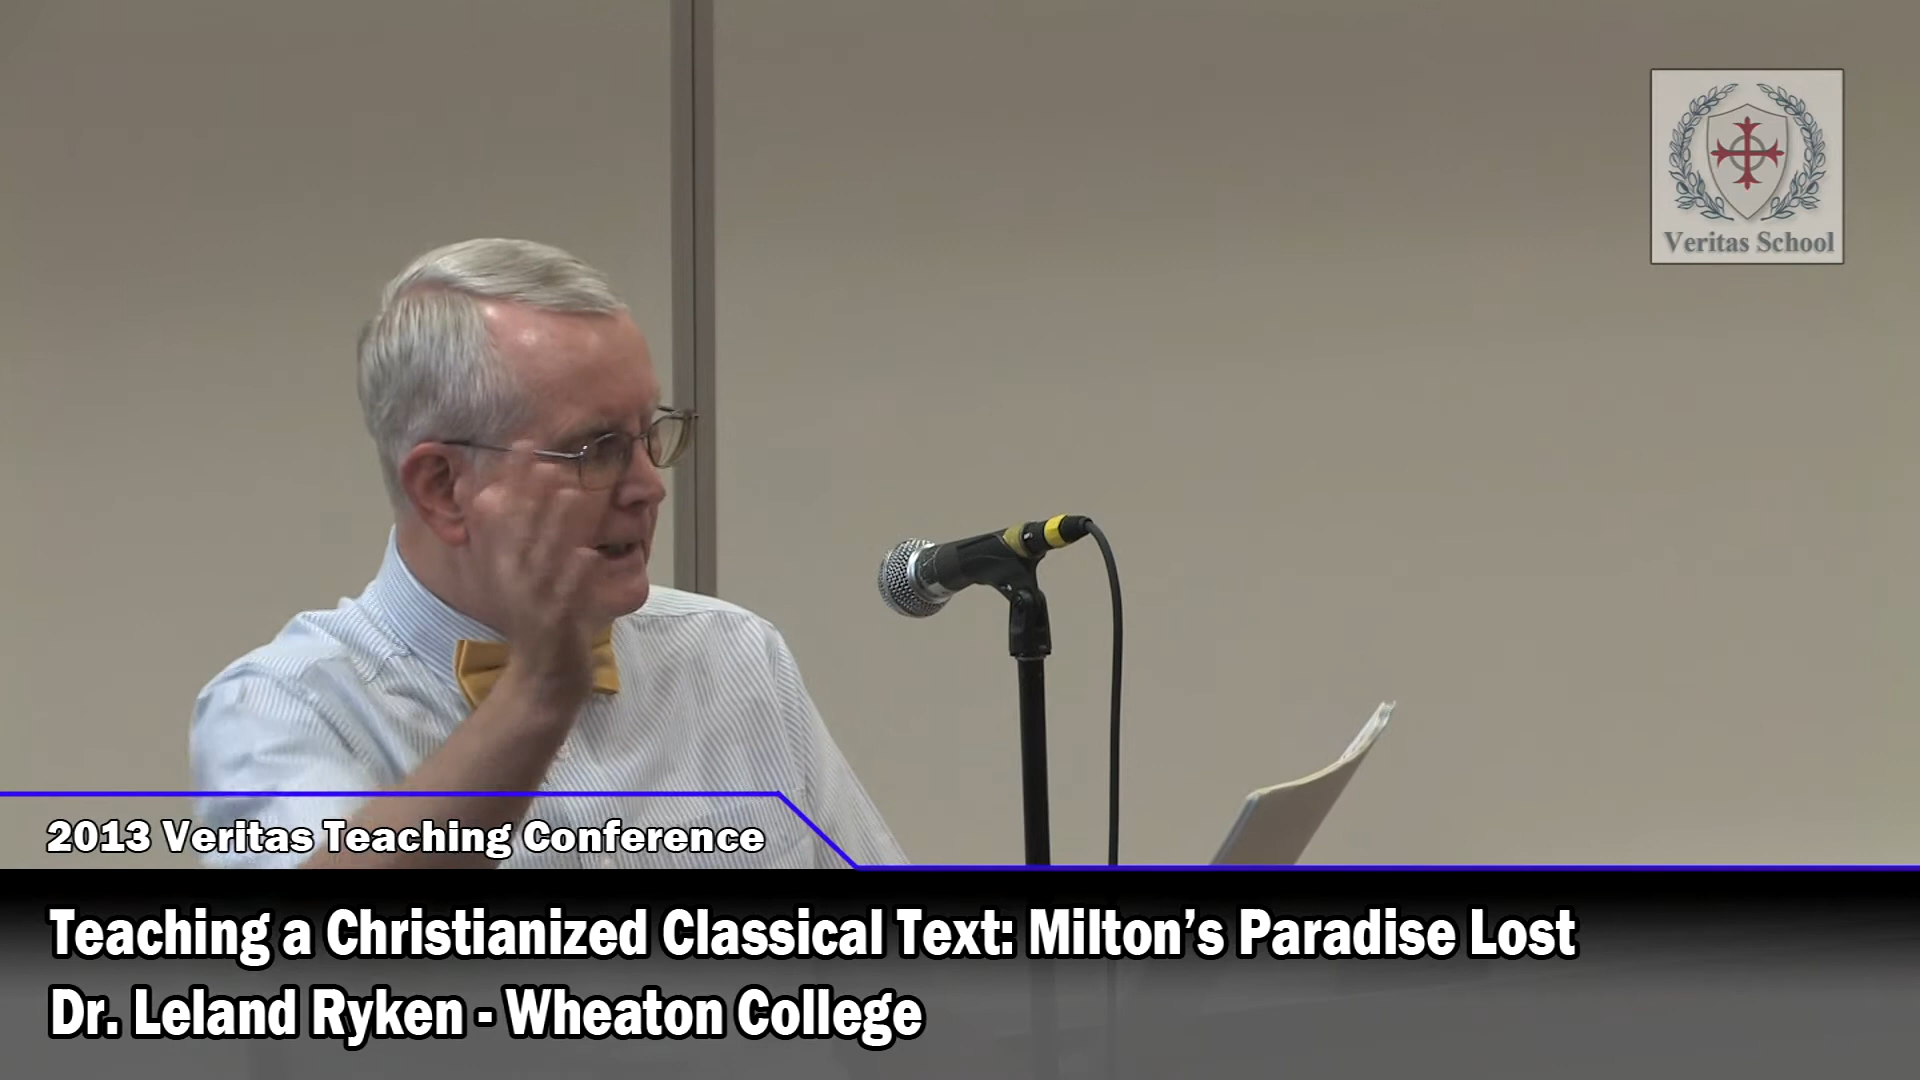 Veritas School
2013 Veritas Teaching Conference
Teaching a Christianized Classical Text: Milton's Paradise Lost
Dr. Leland Ryken - Wheaton College